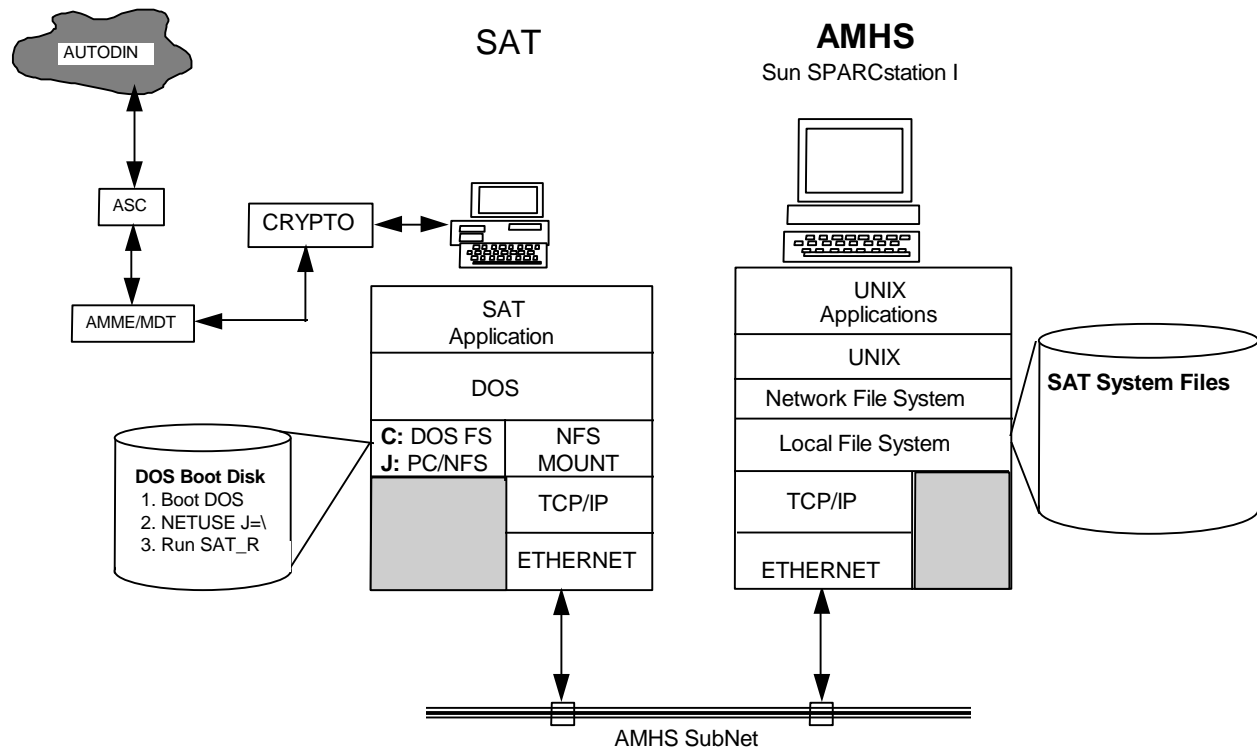 AUTODIN
SAT
AMHS
Sun SPARCstation I
ASC
CRYPTO
AMME/MDT
SAT
Application
DOS
C: DOS FS
J: PC/NFS
NFS
MOUNT
TCP/IP
ETHERNET
DOS Boot Disk
1. Boot DOS
2. NETUSE J=\
3. Run SAT_R
UNIX
Applications
UNIX
Network File System
Local File System
TCP/IP
ETHERNET
SAT System Files
AMHS SubNet